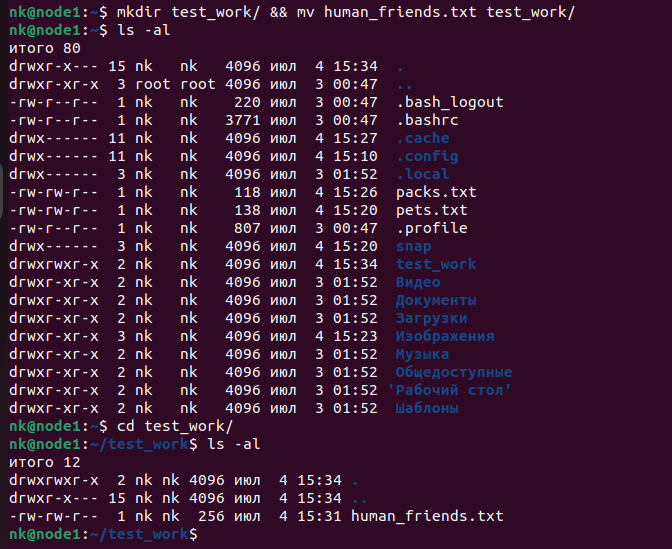 nk@node1:~$ mkdir test_work/ && mv human_friends.txt test_work/
nk@node1:~$ ls -al
итого 80
drwxr-x--- 15 nk   nk   4096 июл  4 15:34  .
drwxr-xr-x  3 root root 4096 июл  3 00:47  ..
-rw-r--r--  1 nk   nk    220 июл  3 00:47  .bash_logout
-rw-r--r--  1 nk   nk   3771 июл  3 00:47  .bashrc
drwx------ 11 nk   nk   4096 июл  4 15:27  .cache
drwx------ 11 nk   nk   4096 июл  4 15:10  .config
drwx------  3 nk   nk   4096 июл  3 01:52  .local
-rw-rw-r--  1 nk   nk    118 июл  4 15:26  packs.txt
-rw-rw-r--  1 nk   nk    138 июл  4 15:20  pets.txt
-rw-r--r--  1 nk   nk    807 июл  3 00:47  .profile
drwx------  3 nk   nk   4096 июл  4 15:20  snap
drwxrwxr-x  2 nk   nk   4096 июл  4 15:34  test_work
drwxr-xr-x  2 nk   nk   4096 июл  3 01:52  Видео
drwxr-xr-x  2 nk   nk   4096 июл  3 01:52  Документы
drwxr-xr-x  2 nk   nk   4096 июл  3 01:52  Загрузки
drwxr-xr-x  3 nk   nk   4096 июл  4 15:23  Изображения
drwxr-xr-x  2 nk   nk   4096 июл  3 01:52  Музыка
drwxr-xr-x  2 nk   nk   4096 июл  3 01:52  Общедоступные
drwxr-xr-x  2 nk   nk   4096 июл  3 01:52 'Рабочий стол'
drwxr-xr-x  2 nk   nk   4096 июл  3 01:52  Шаблоны
nk@node1:~$ cd test_work/
nk@node1:~/test_work$ ls -al
итого 12
drwxrwxr-x  2 nk nk 4096 июл  4 15:34 .
drwxr-x--- 15 nk nk 4096 июл  4 15:34 ..
-rw-rw-r--  1 nk nk  256 июл  4 15:31 human_friends.txt
nk@node1:~/test_work$